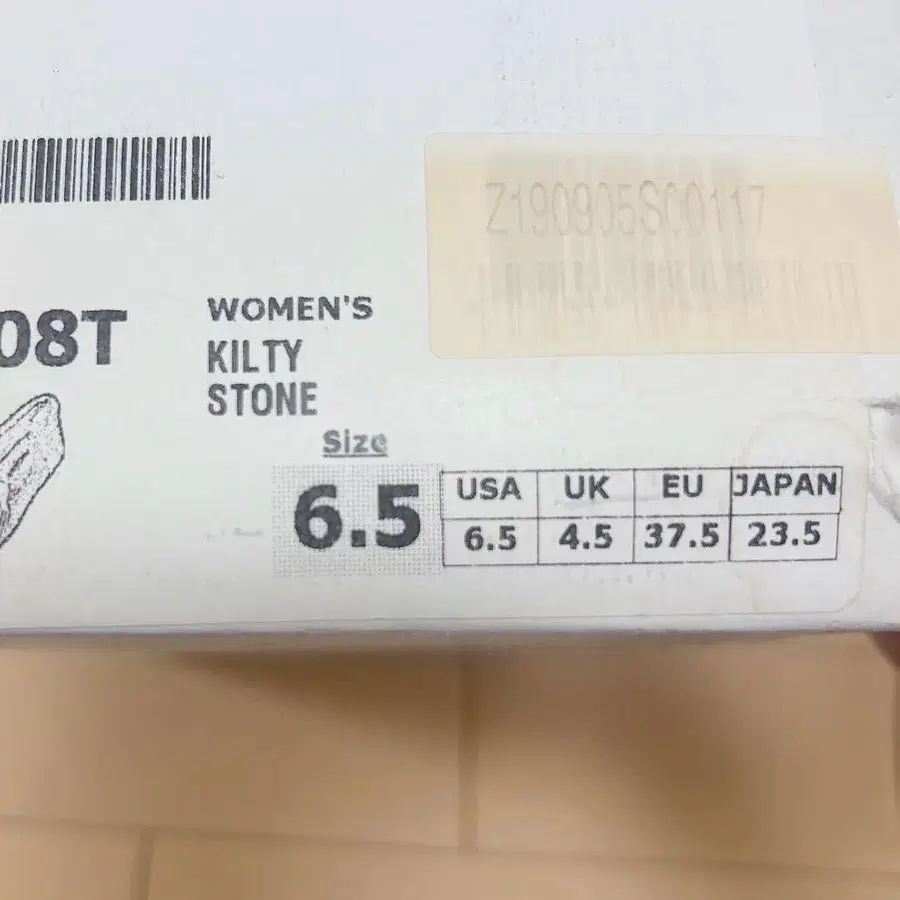 Z190905S00117
08T
WOMEN'S
KILTY
STONE
Size
6.5
USA UK EU JAPAN
6.5 4.5 37.5 23.5